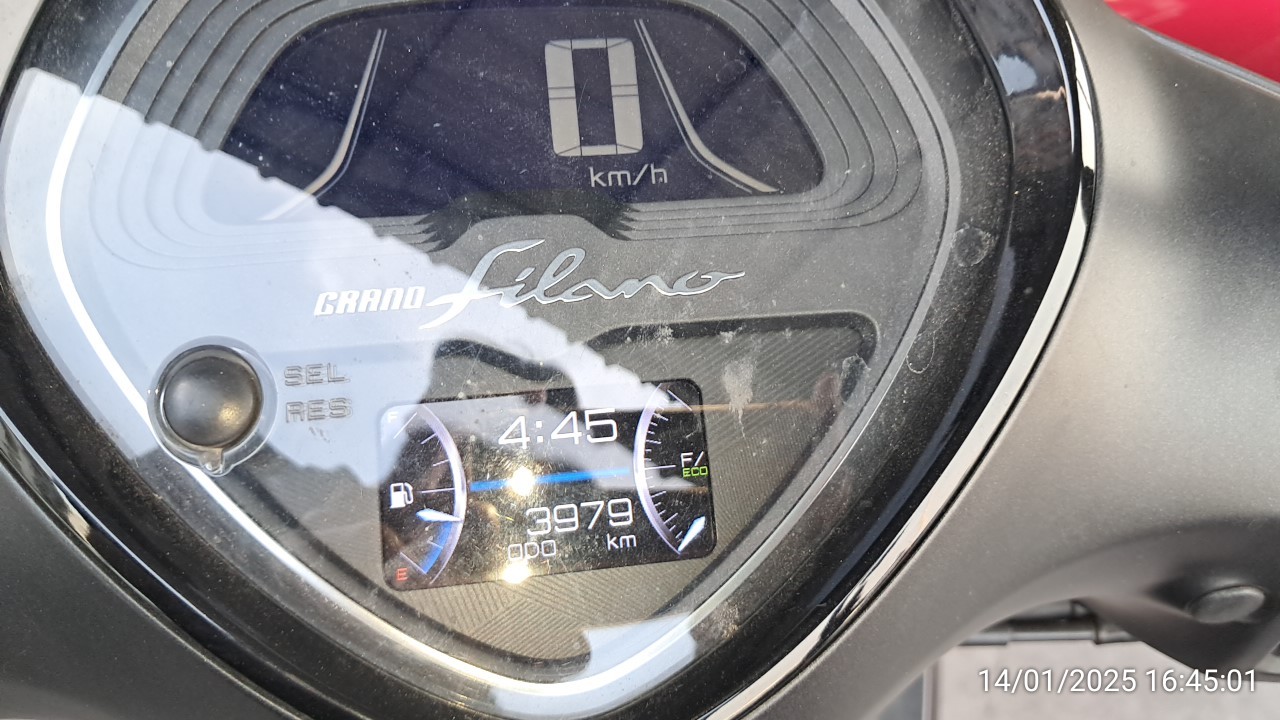 0
km/h
GRAND Filano
SEL
RES
F
4:45
F/
ECO
3979
ODO km
E
14/01/2025 16:45:01